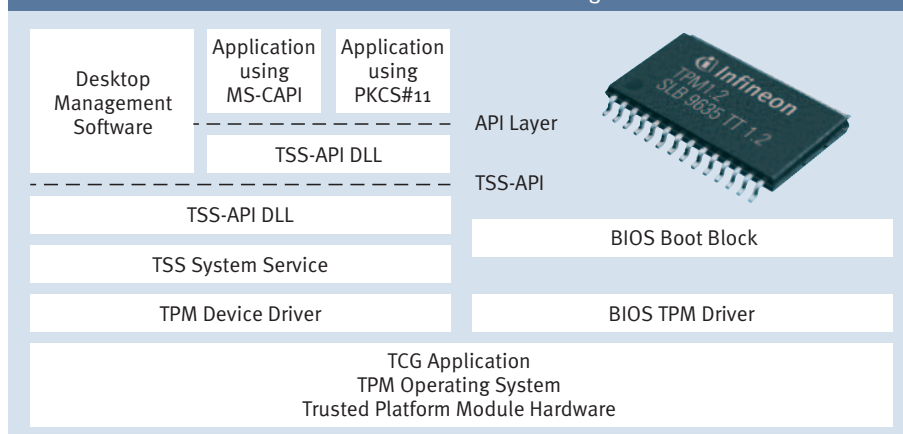 Desktop
Management
Software
Application
using
MS-CAPI
Application
using
PKCS#11
API Layer
TSS-API DLL
TSS-API
TSS-API DLL
TSS System Service
TPM Device Driver
Infineon
TPM1.2
SLB 9635 TT 1.2
BIOS Boot Block
BIOS TPM Driver
TCG Application
TPM Operating System
Trusted Platform Module Hardware